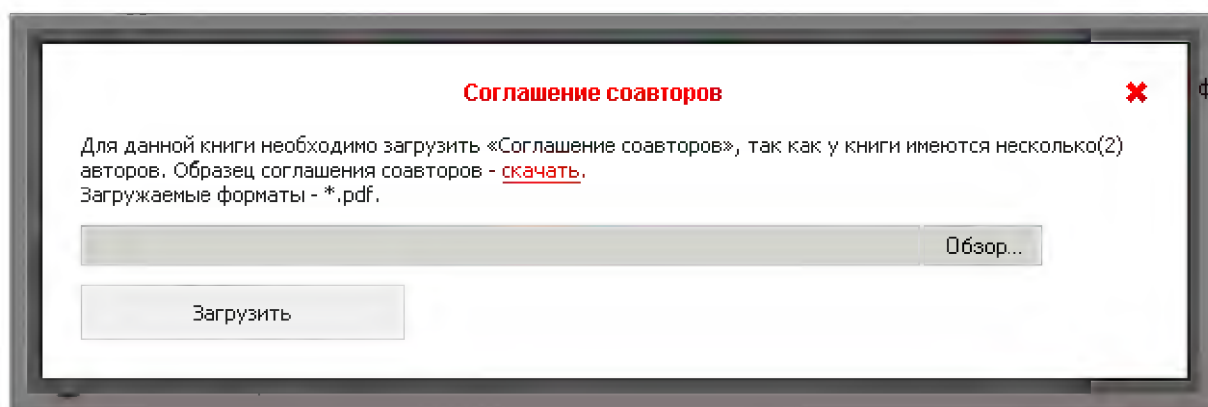 Соглашение соавторов
Для данной книги необходимо загрузить «Соглашение соавторов», так как у книги имеются несколько(2)
авторов. Образец соглашения соавторов - скачать.
Загружаемые форматы - *.pdf.
Обзор...
Загрузить